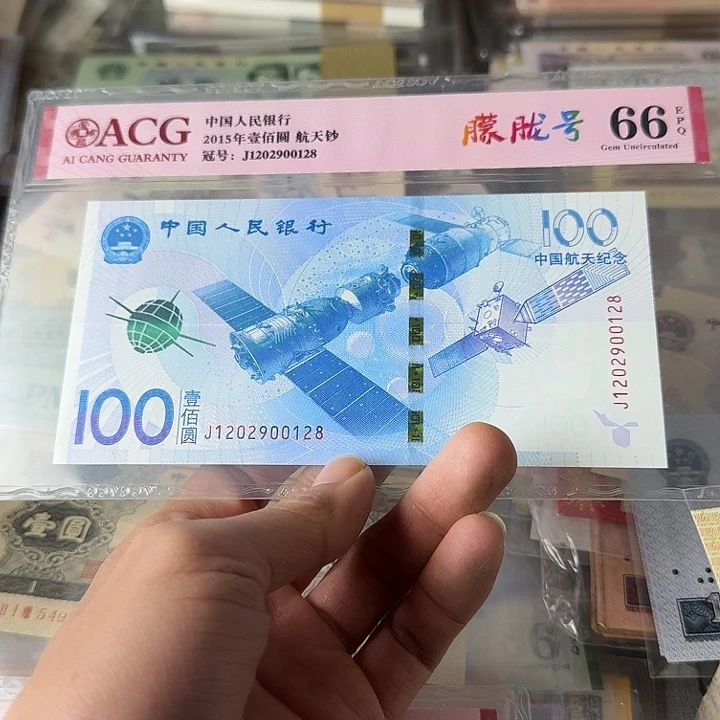 ACG
AI CANG GUARANTY
中国人民银行
2015年壹佰圆 航天钞
冠号: J1202900128
朦胧号
66
EPQ
Gem Uncirculated
中国人民银行
100
中国航天纪念
J1202900128
100
壹佰圆
J1202900128
壹圆
1
549